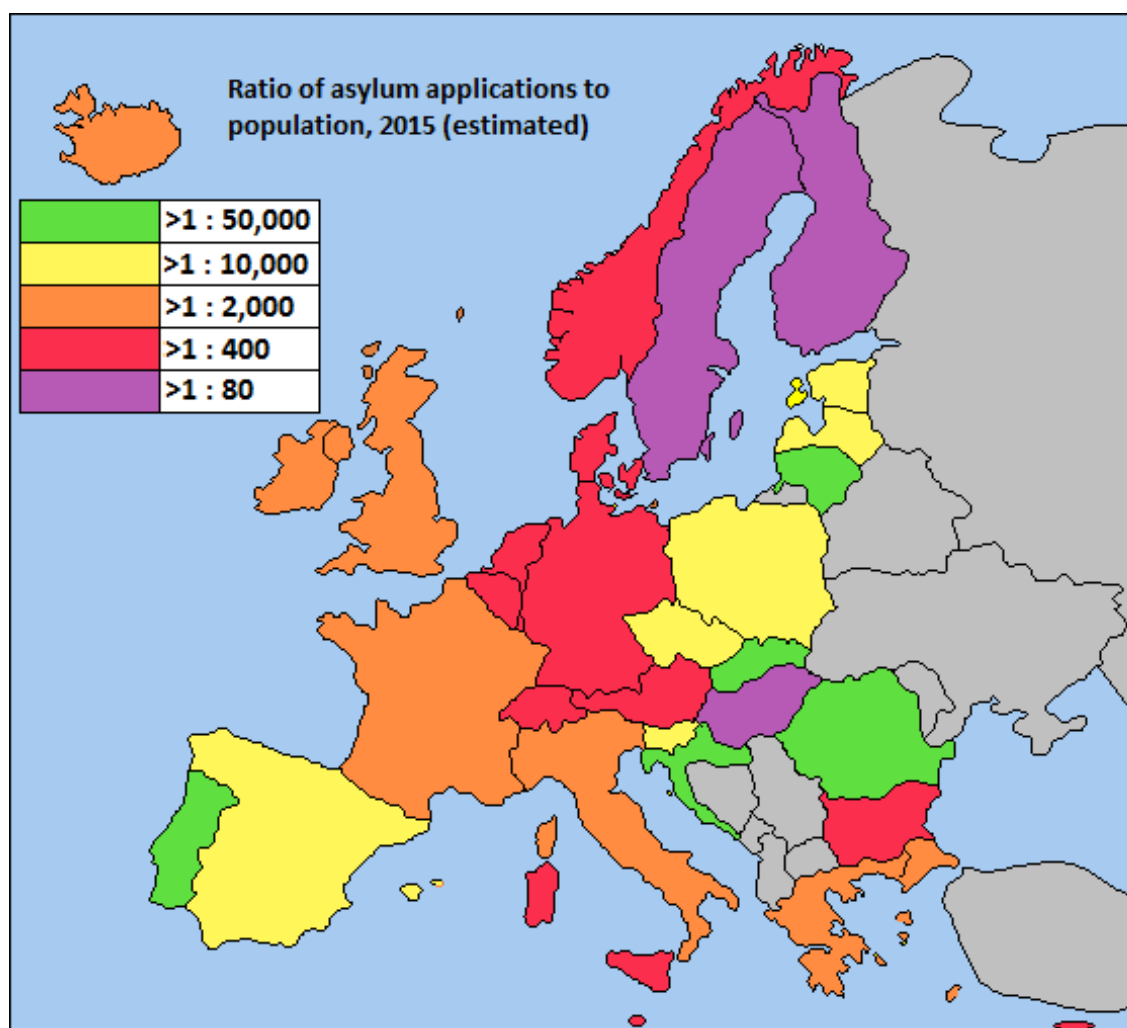 Ratio of asylum applications to
population, 2015 (estimated)
>1 : 50,000
>1 : 10,000
>1 : 2,000
>1 : 400
>1 : 80